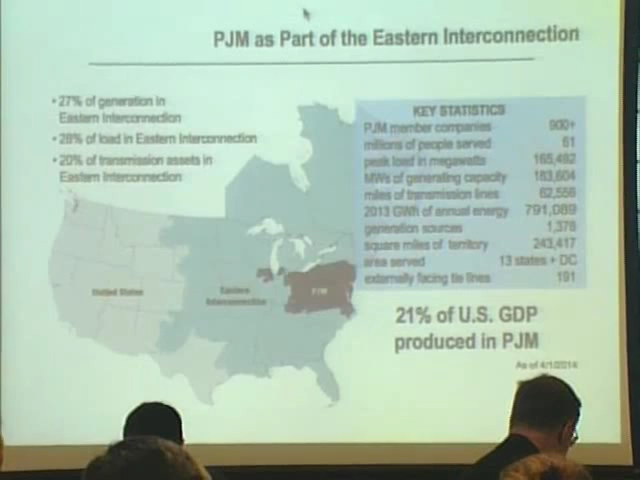 PJM as Part of the Eastern Interconnection
• 27% of generation in
Eastern Interconnection
• 28% of load in Eastern Interconnection
• 20% of transmission assets in
Eastern Interconnection
KEY STATISTICS
PJM member companies 900+
millions of people served 61
peak load in megawatts 165,492
MWs of generating capacity 183,604
miles of transmission lines 62,556
2013 GWh of annual energy 791,089
generation sources 1,376
square miles of territory 243,417
area served 13 states + DC
externally facing tie lines 191
United States
Eastern
Interconnection
PJM
21% of U.S. GDP
produced in PJM
As of 4/1/2014